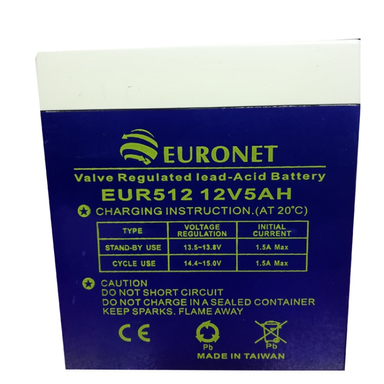 EURONET
Valve Regulated lead-Acid Battery
EUR512 12V5AH
CHARGING INSTRUCTION.(AT 20°C)
TYPE VOLTAGE REGULATION INITIAL CURRENT
STAND-BY USE 13.5-13.8V 1.5A Max
CYCLE USE 14.4-15.0V 1.5A Max
CAUTION
DO NOT SHORT CIRCUIT
DO NOT CHARGE IN A SEALED CONTAINER
KEEP SPARKS. FLAME AWAY
CE Pb Pb
MADE IN TAIWAN